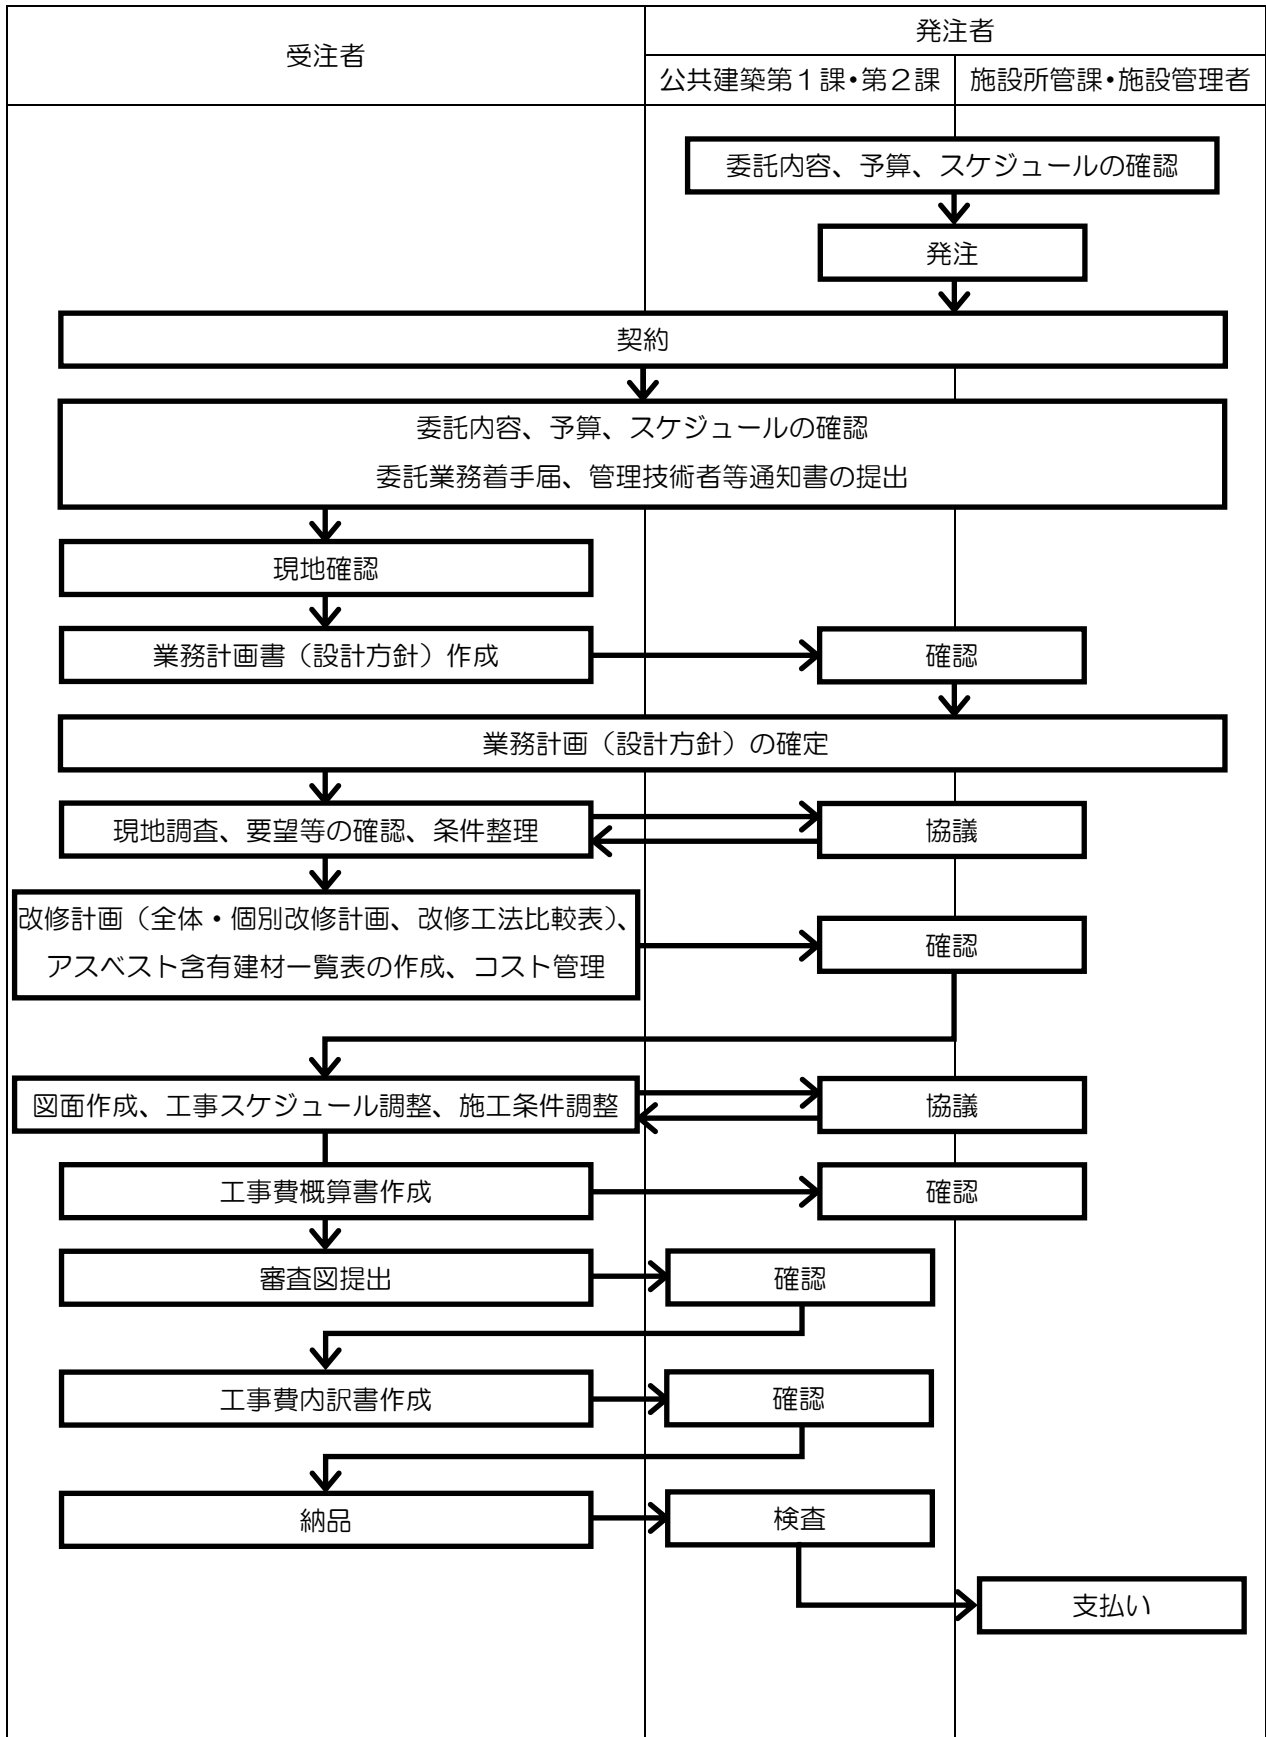 受注者
発注者
公共建築第1課・第2課
施設所管課・施設管理者
委託内容、予算、スケジュールの確認
発注
契約
委託内容、予算、スケジュールの確認
委託業務着手届、管理技術者等通知書の提出
現地確認
業務計画書（設計方針）作成
確認
業務計画（設計方針）の確定
現地調査、要望等の確認、条件整理
協議
改修計画（全体・個別改修計画、改修工法比較表）、
アスベスト含有建材一覧表の作成、コスト管理
確認
図面作成、工事スケジュール調整、施工条件調整
協議
工事費概算書作成
確認
審査図提出
確認
工事費内訳書作成
確認
納品
検査
支払い